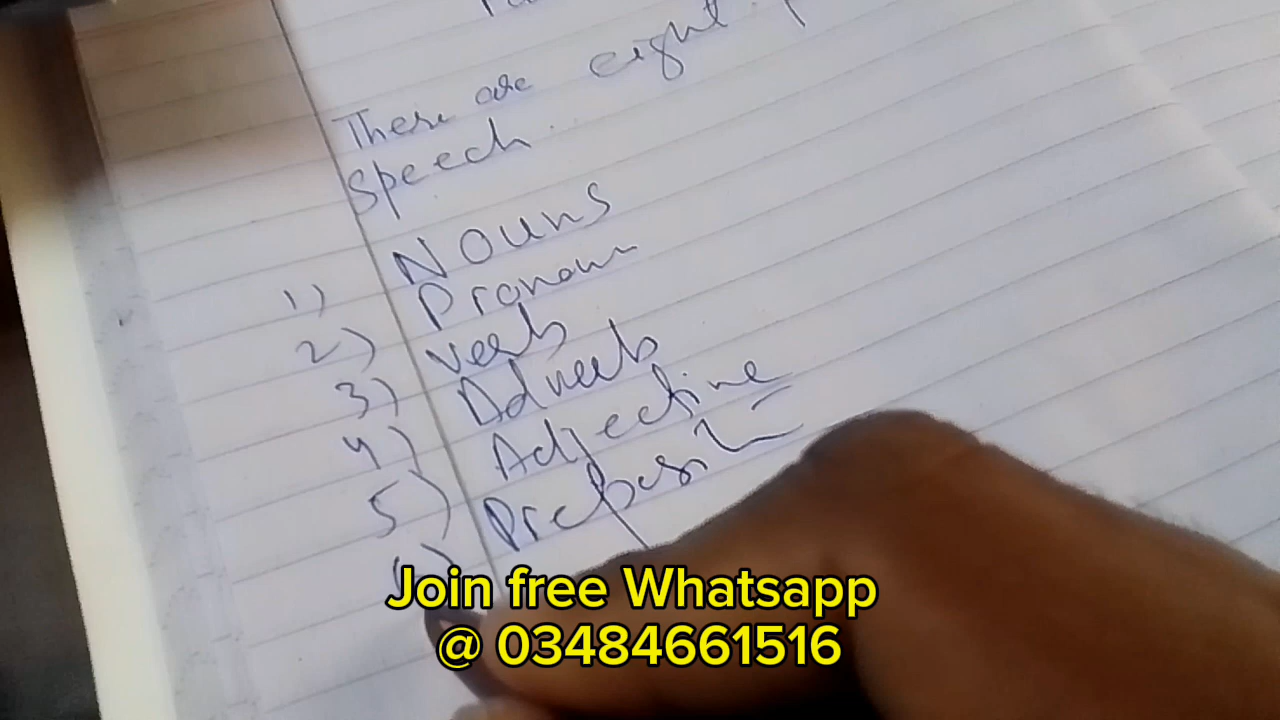 There are eight
speech
1) Nouns
2) Pronoun
3) verb
4) Adverb
5) Adjective
6) Preposition
Join free Whatsapp
@ 03484661516